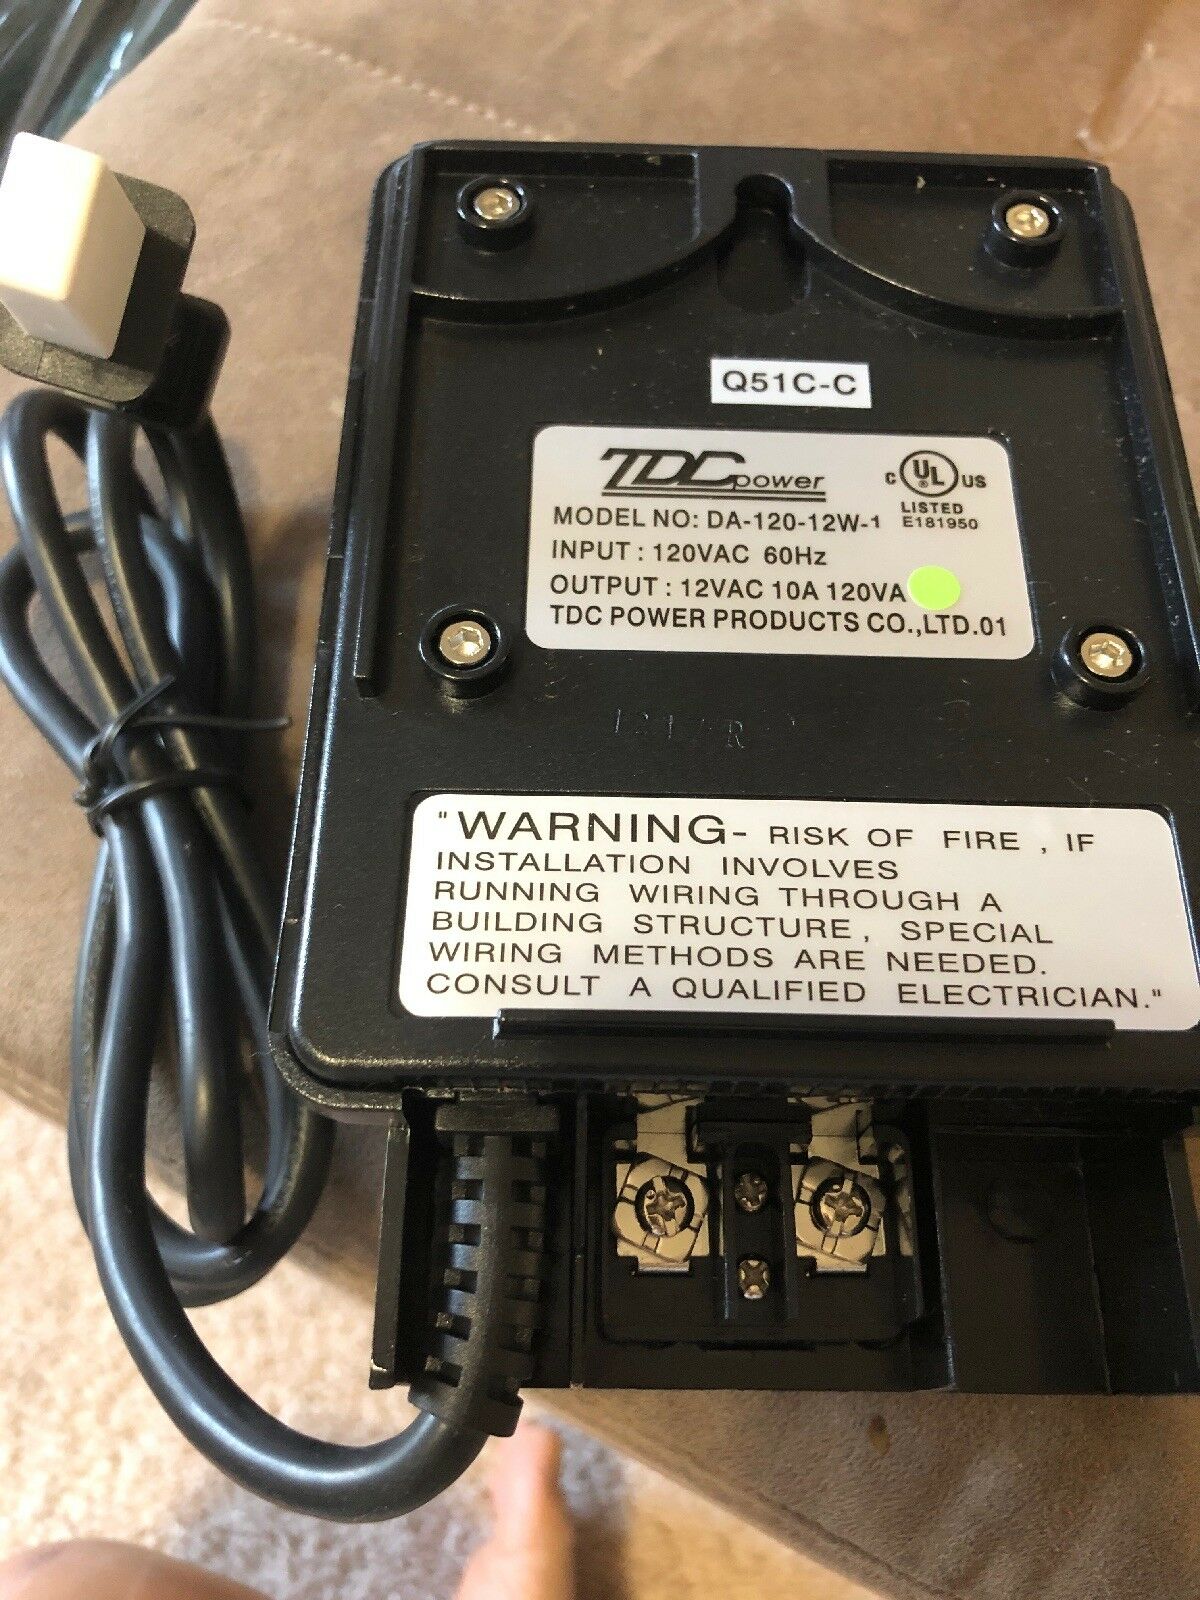 Q51C-C
TDC power
C UL ® US
LISTED
E181950
MODEL NO: DA-120-12W-1
INPUT : 120VAC 60Hz
OUTPUT : 12VAC 10A 120VA
TDC POWER PRODUCTS CO.,LTD.01
"WARNING- RISK OF FIRE , IF
INSTALLATION INVOLVES
RUNNING WIRING THROUGH A
BUILDING STRUCTURE, SPECIAL
WIRING METHODS ARE NEEDED.
CONSULT A QUALIFIED ELECTRICIAN."